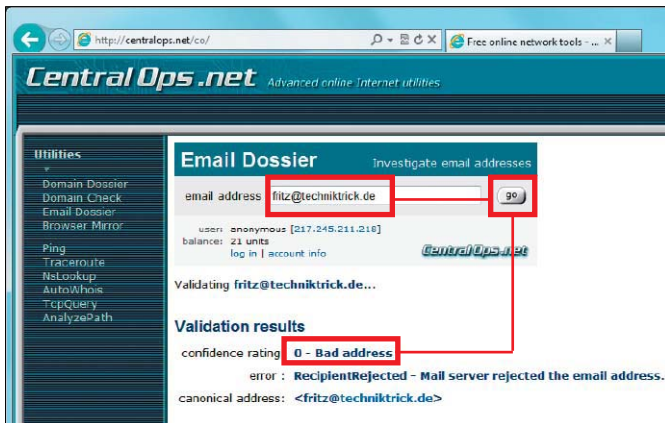 http://centralops.net/co/
Free online network tools - ...
CentralOps.net Advanced online Internet utilities
Utilities
Domain Dossier
Domain Check
Email Dossier
Browser Mirror
Ping
Traceroute
NsLookup
AutoWhois
TcpQuery
AnalyzePath
Email Dossier Investigate email addresses
email address fritz@techniktrick.de go
user: anonymous [217.245.211.218]
balance: 21 units
log in | account info CentralOps.net
Validating fritz@techniktrick.de...
Validation results
confidence rating: 0 - Bad address
error : RecipientRejected - Mail server rejected the email address.
canonical address: <fritz@techniktrick.de>